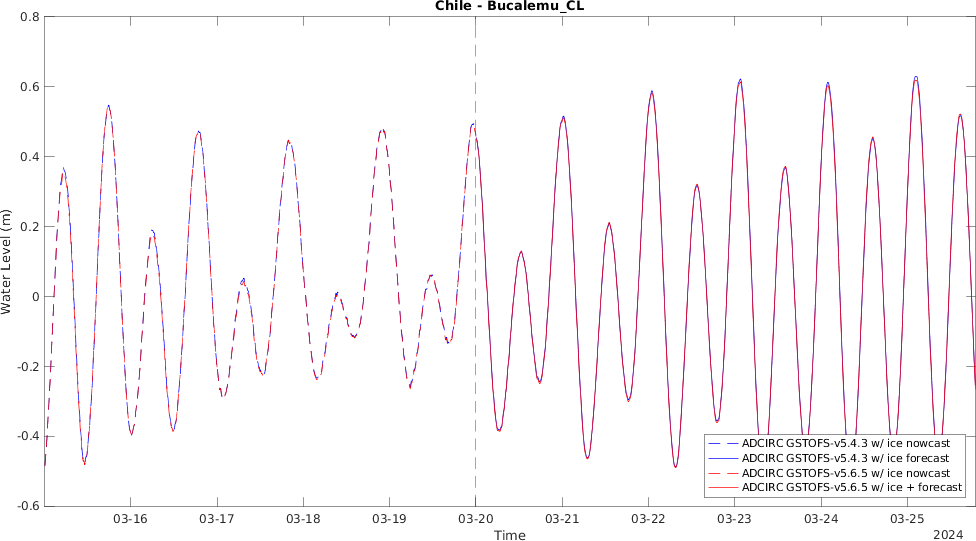 Chile - Bucalemu_CL
0.8
0.6
0.4
0.2
0
-0.2
-0.4
-0.6
Water Level (m)
ADCIRC GSTOFS-v5.4.3 w/ ice nowcast
ADCIRC GSTOFS-v5.4.3 w/ ice forecast
ADCIRC GSTOFS-v5.6.5 w/ ice nowcast
ADCIRC GSTOFS-v5.6.5 w/ ice + forecast
03-16 03-17 03-18 03-19 03-20 03-21 03-22 03-23 03-24 03-25
Time
2024